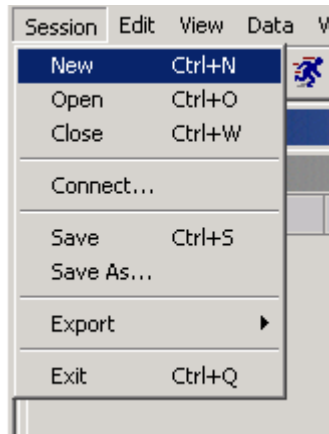 Session Edit View Data
New Ctrl+N
Open Ctrl+O
Close Ctrl+W
Connect...
Save Ctrl+S
Save As...
Export
Exit Ctrl+Q